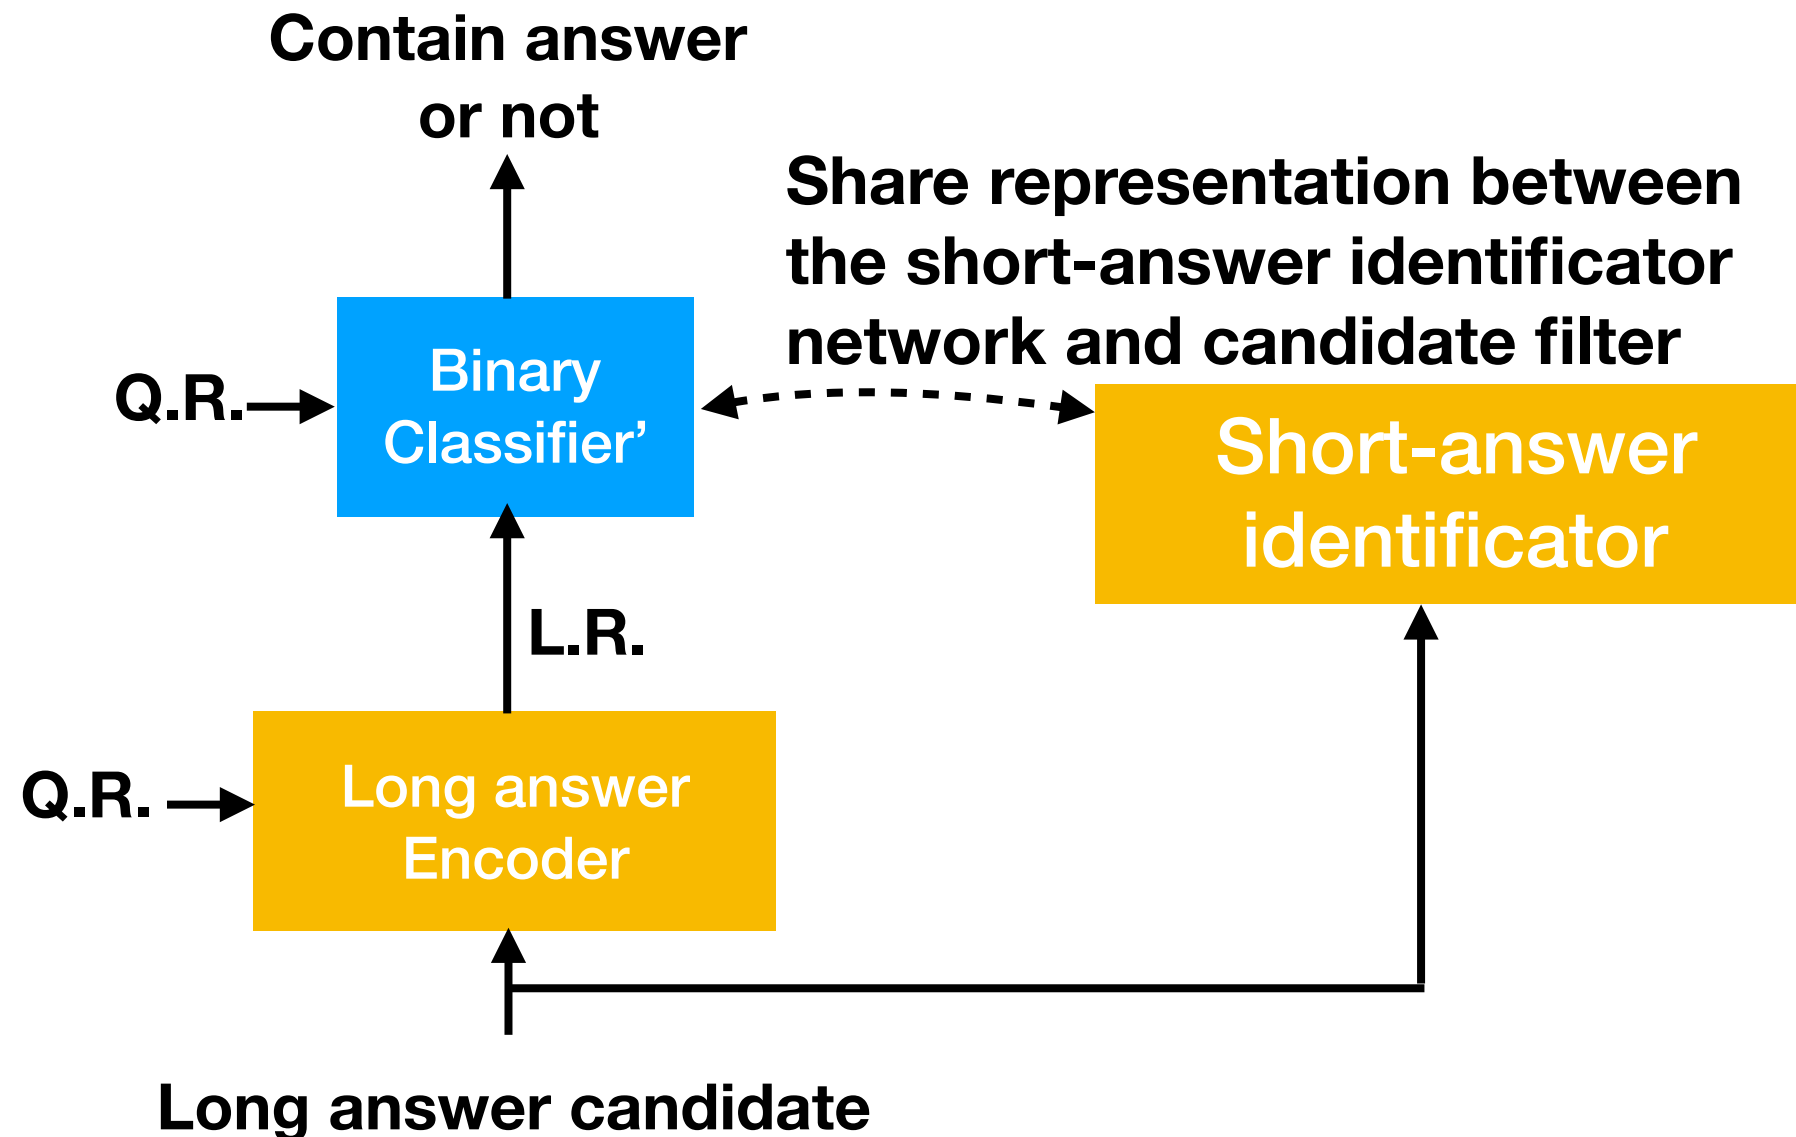 Contain answer
or not
Share representation between
the short-answer identificator
network and candidate filter
Q.R.
Binary
Classifier’
Short-answer
identificator
L.R.
Q.R.
Long answer
Encoder
Long answer candidate